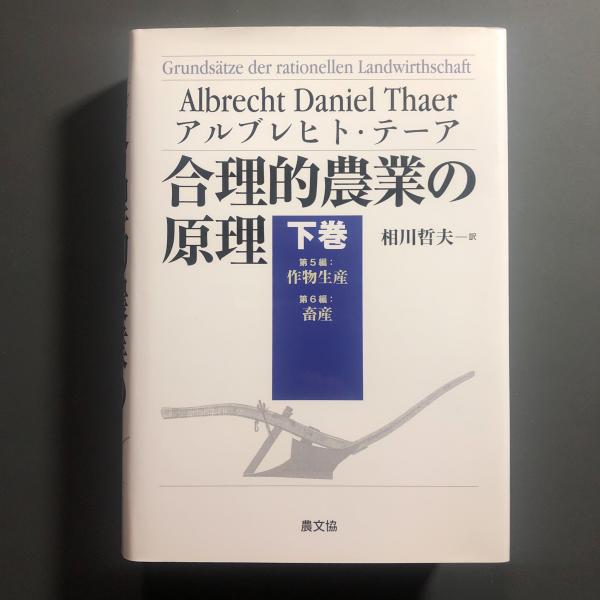 Grundsätze der rationellen Landwirthschaft
Albrecht Daniel Thaer
アルブレヒト・テーア
合理的農業の
原理
下巻
第5編：
作物生産
第6編：
畜産
相川哲夫―訳
農文協